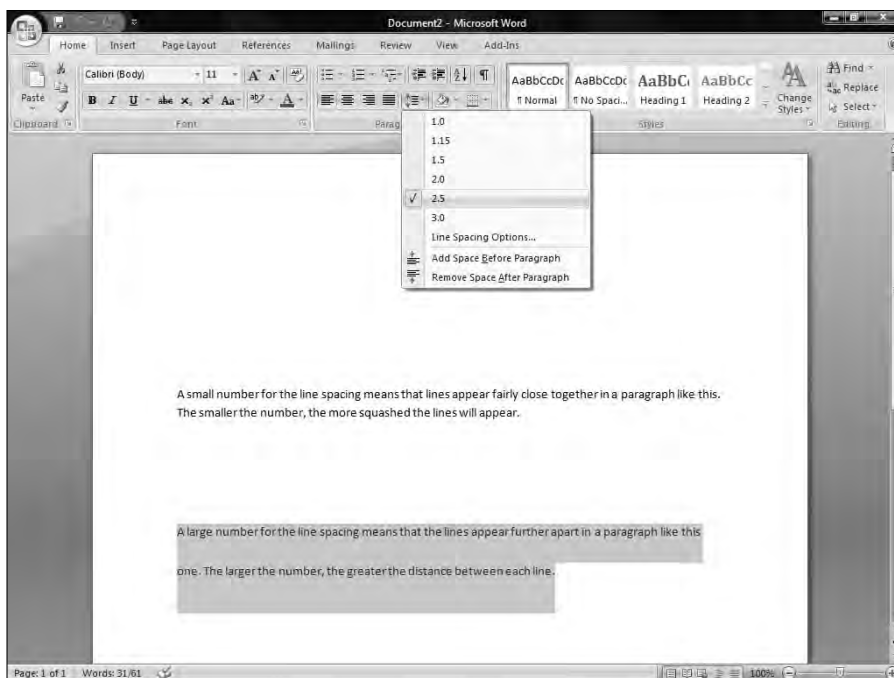 Document2 - Microsoft Word
Home Insert Page Layout References Mailings Review View Add-Ins
Calibri (Body) 11
Paste
B I U abc x₂ x² Aa ab A
AaBbCcDc AaBbCcDc AaBbC AaBbCc
¶ Normal ¶ No Spaci... Heading 1 Heading 2
Change Styles
Find
Replace
Select
Clipboard Font Parag Styles Editing
1.0
1.15
1.5
2.0
2.5
3.0
Line Spacing Options...
Add Space Before Paragraph
Remove Space After Paragraph
A small number for the line spacing means that lines appear fairly close together in a paragraph like this.
The smaller the number, the more squashed the lines will appear.
A large number for the line spacing means that the lines appear further apart in a paragraph like this
one. The larger the number, the greater the distance between each line.
Page: 1 of 1 Words: 31/61 100%